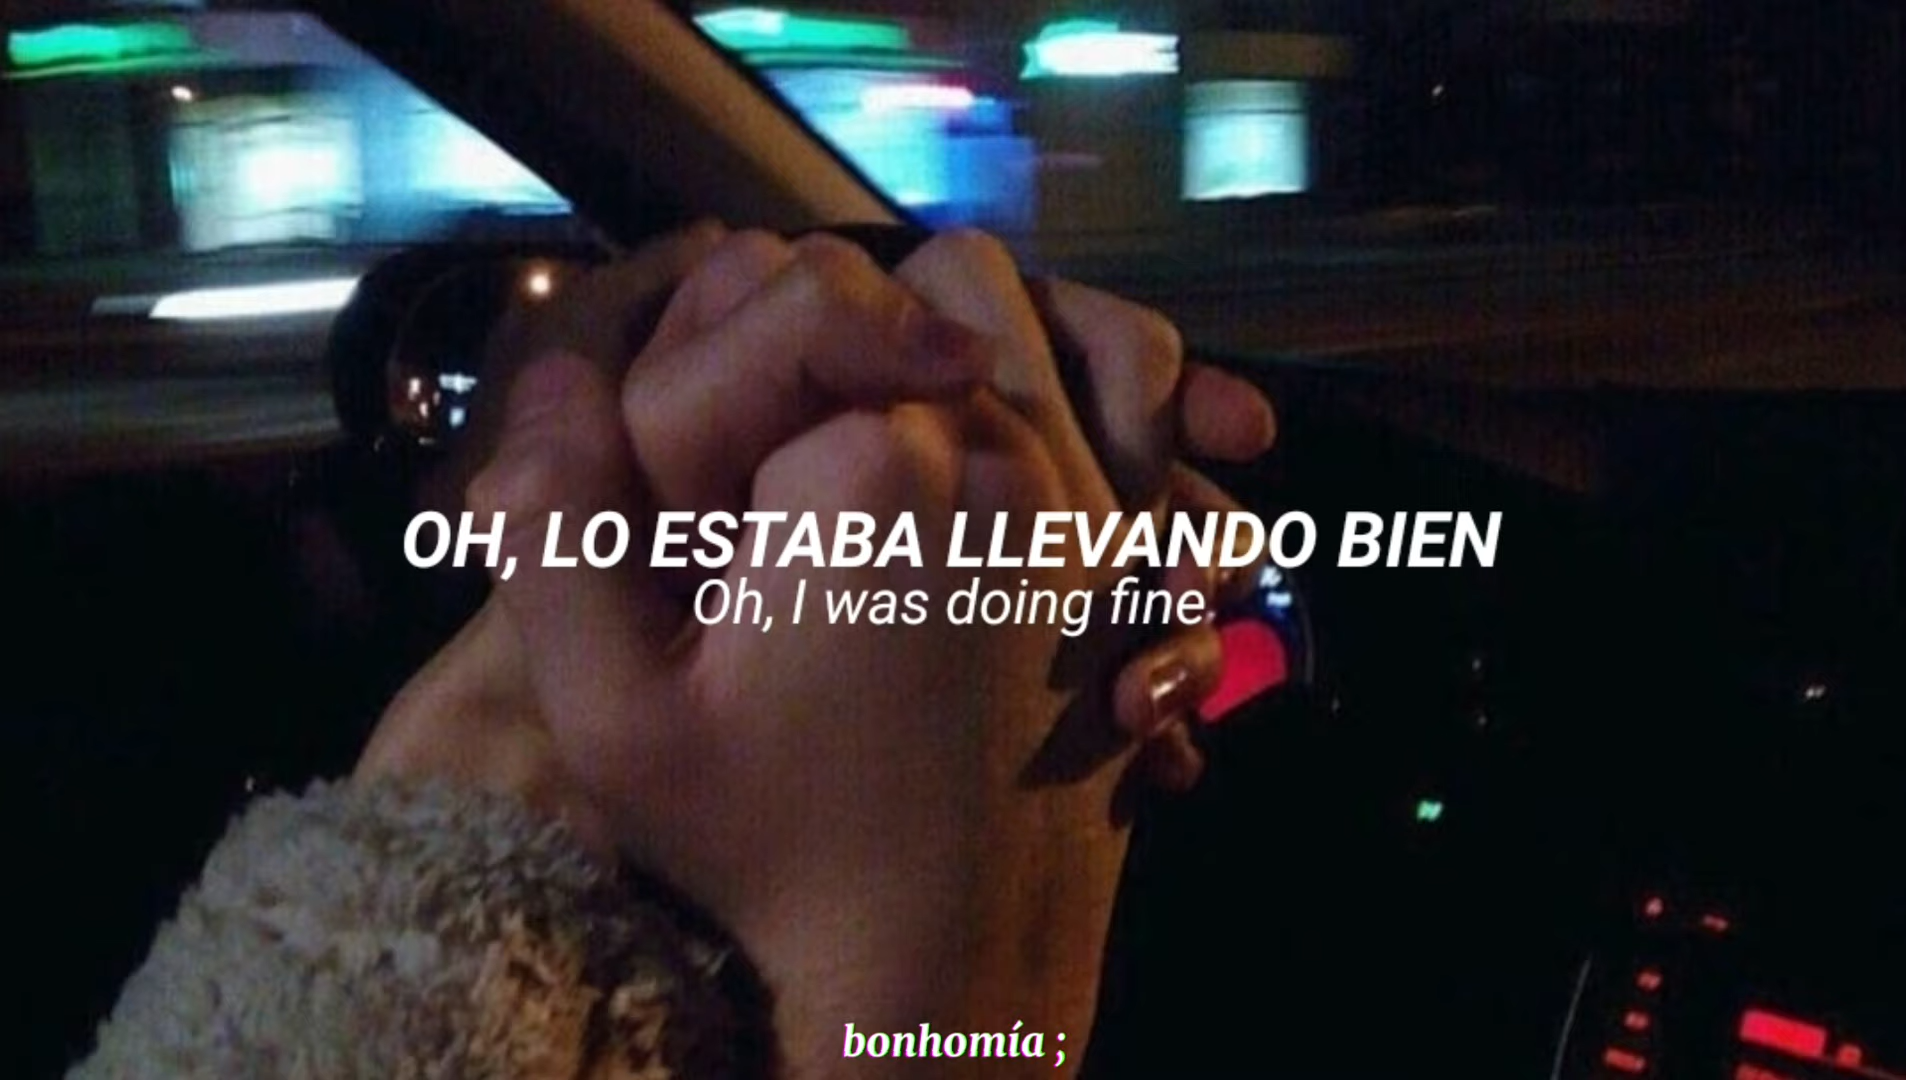 OH, LO ESTABA LLEVANDO BIEN
Oh, I was doing fine
bonhomía ;